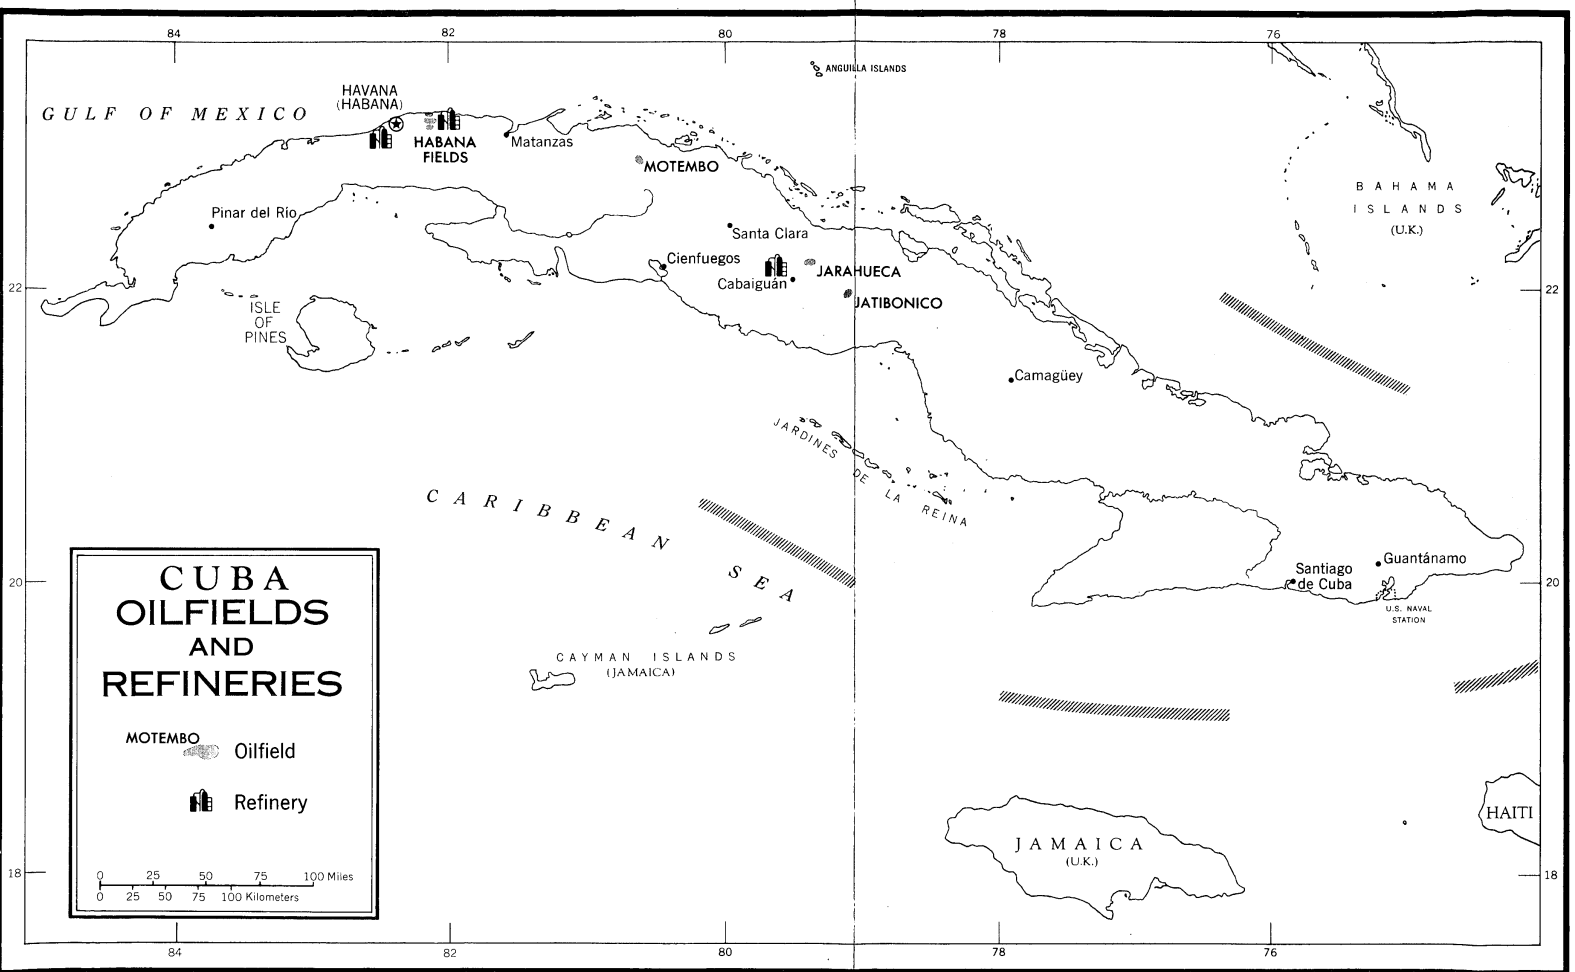 84 82 80 78 76
ANGUILLA ISLANDS
HAVANA
(HABANA)
GULF OF MEXICO
HABANA
FIELDS
Matanzas
MOTEMBO
BAHAMA
ISLANDS
(U.K.)
Pinar del Río
Santa Clara
Cienfuegos
JARAHUECA
Cabaiguán
JATIBONICO
22 22
ISLE
OF
PINES
Camagüey
JARDINES DE LA REINA
CARIBBEAN SEA
Guantánamo
Santiago
de Cuba
20 20
U.S. NAVAL
STATION
CAYMAN ISLANDS
(JAMAICA)
CUBA
OILFIELDS
AND
REFINERIES
MOTEMBO
Oilfield
Refinery
0 25 50 75 100 Miles
0 25 50 75 100 Kilometers
HAITI
JAMAICA
(U.K.)
18 18
84 82 80 78 76